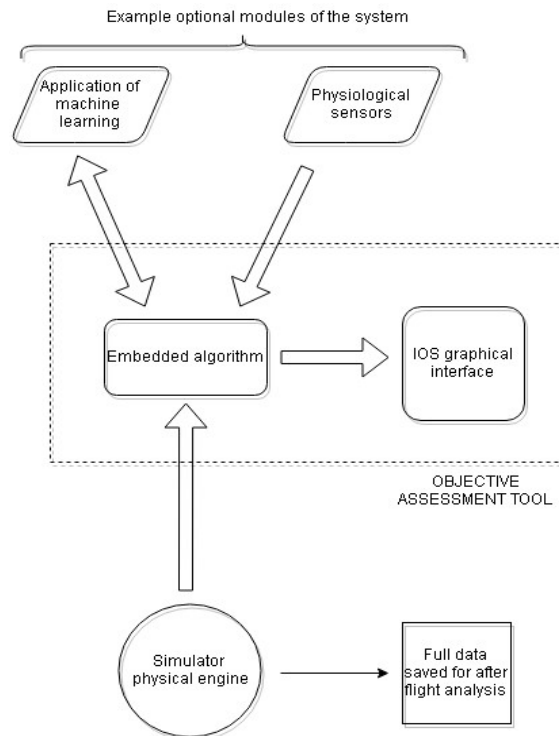 Example optional modules of the system
Application of
machine
learning
Physiological
sensors
Embedded algorithm
IOS graphical
interface
OBJECTIVE
ASSESSMENT TOOL
Simulator
physical engine
Full data
saved for after
flight analysis